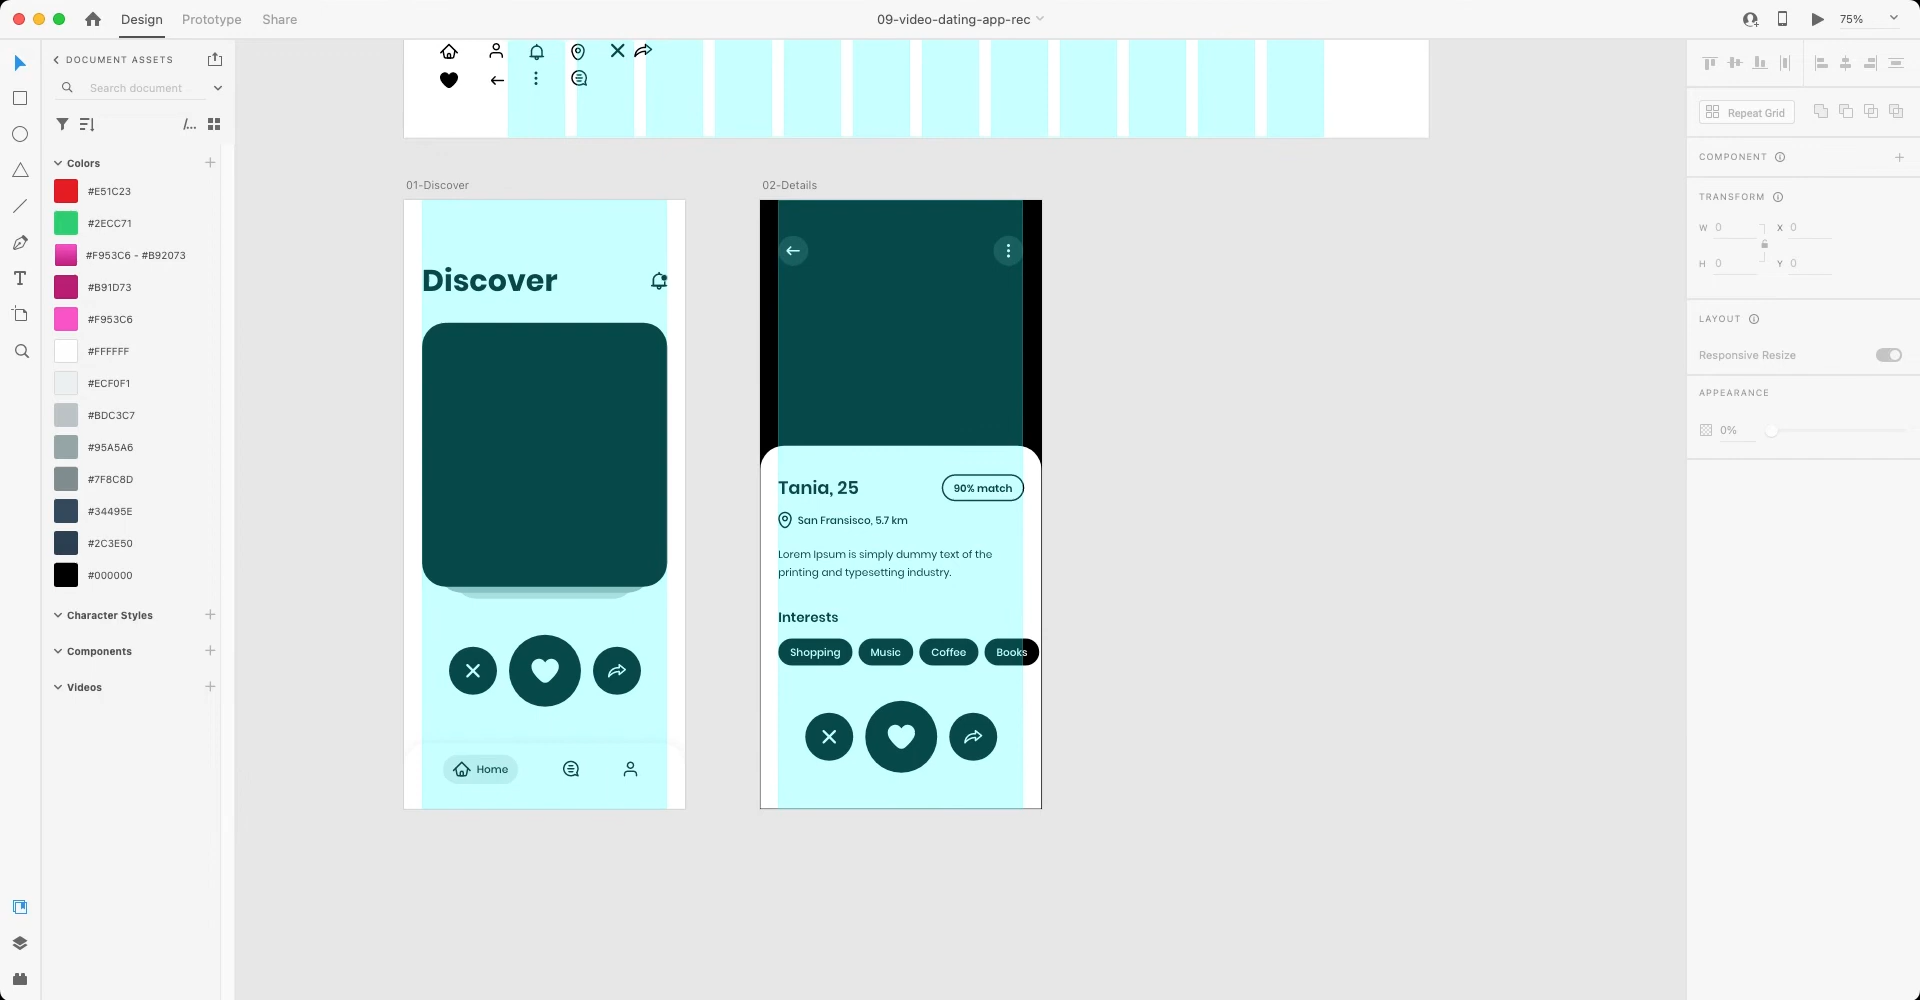 Design
Prototype
Share
09-video-dating-app-rec
75%
DOCUMENT ASSETS
Search document
/...
Colors
#E51C23
#2ECC71
#F953C6 - #B92073
#B91D73
#F953C6
#FFFFFF
#ECF0F1
#BDC3C7
#95A5A6
#7F8C8D
#34495E
#2C3E50
#000000
Character Styles
Components
Videos
01-Discover
Discover
Home
02-Details
Tania, 25
90% match
San Fransisco, 5.7 km
Lorem Ipsum is simply dummy text of the
printing and typesetting industry.
Interests
Shopping
Music
Coffee
Books
Repeat Grid
COMPONENT
TRANSFORM
W 0
X 0
H 0
Y 0
LAYOUT
Responsive Resize
APPEARANCE
0%